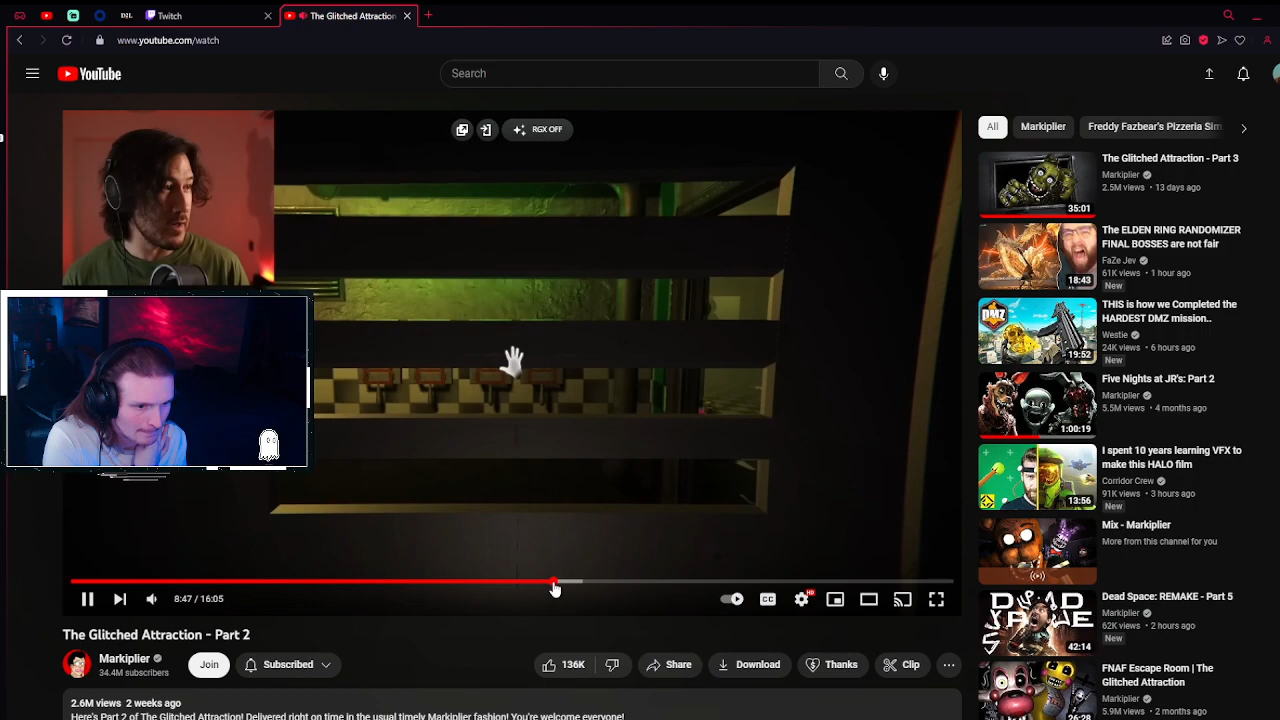 D2L
Twitch
The Glitched Attraction
www.youtube.com/watch
YouTube
Search
RGX OFF
8:47 / 16:05
CC
HD
The Glitched Attraction - Part 2
Markiplier
34.4M subscribers
Join
Subscribed
136K
Share
Download
Thanks
Clip
2.6M views 2 weeks ago
Here's Part 2 of The Glitched Attraction! Delivered right on time in the usual timely Markiplier fashion! You're welcome everyone!
All
Markiplier
Freddy Fazbear's Pizzeria Sim
The Glitched Attraction - Part 3
Markiplier
2.5M views • 13 days ago
35:01
The ELDEN RING RANDOMIZER
FINAL BOSSES are not fair
FaZe Jev
61K views • 1 hour ago
New
18:43
THIS is how we Completed the
HARDEST DMZ mission..
Westie
24K views • 6 hours ago
New
DMZ
19:52
Five Nights at JR's: Part 2
Markiplier
5.5M views • 4 months ago
1:00:19
I spent 10 years learning VFX to
make this HALO film
Corridor Crew
91K views • 3 hours ago
New
13:56
Mix - Markiplier
More from this channel for you
Dead Space: REMAKE - Part 5
Markiplier
62K views • 2 hours ago
New
DEAD
SPACE
42:14
FNAF Escape Room | The
Glitched Attraction
Markiplier
5.9M views • 2 months ago
26:28